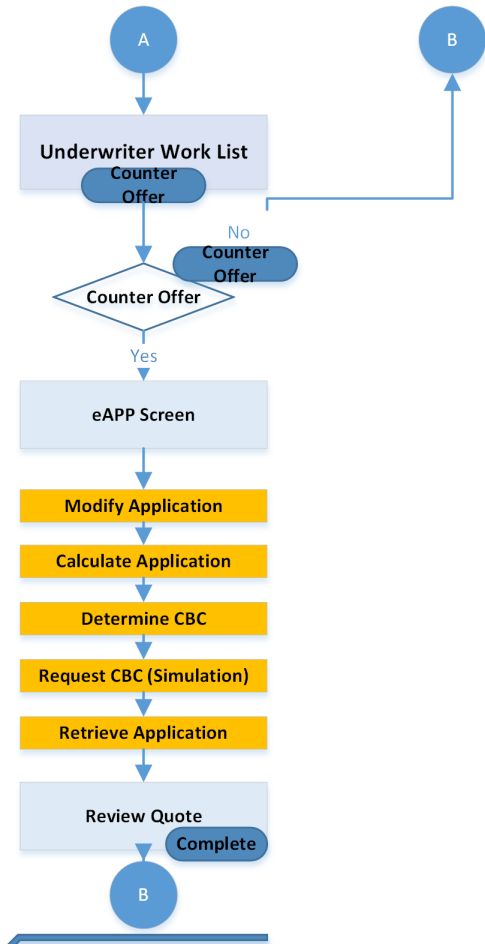 A
B
Underwriter Work List
Counter
Offer
No
Counter
Offer
Counter Offer
Yes
eAPP Screen
Modify Application
Calculate Application
Determine CBC
Request CBC (Simulation)
Retrieve Application
Review Quote
Complete
B